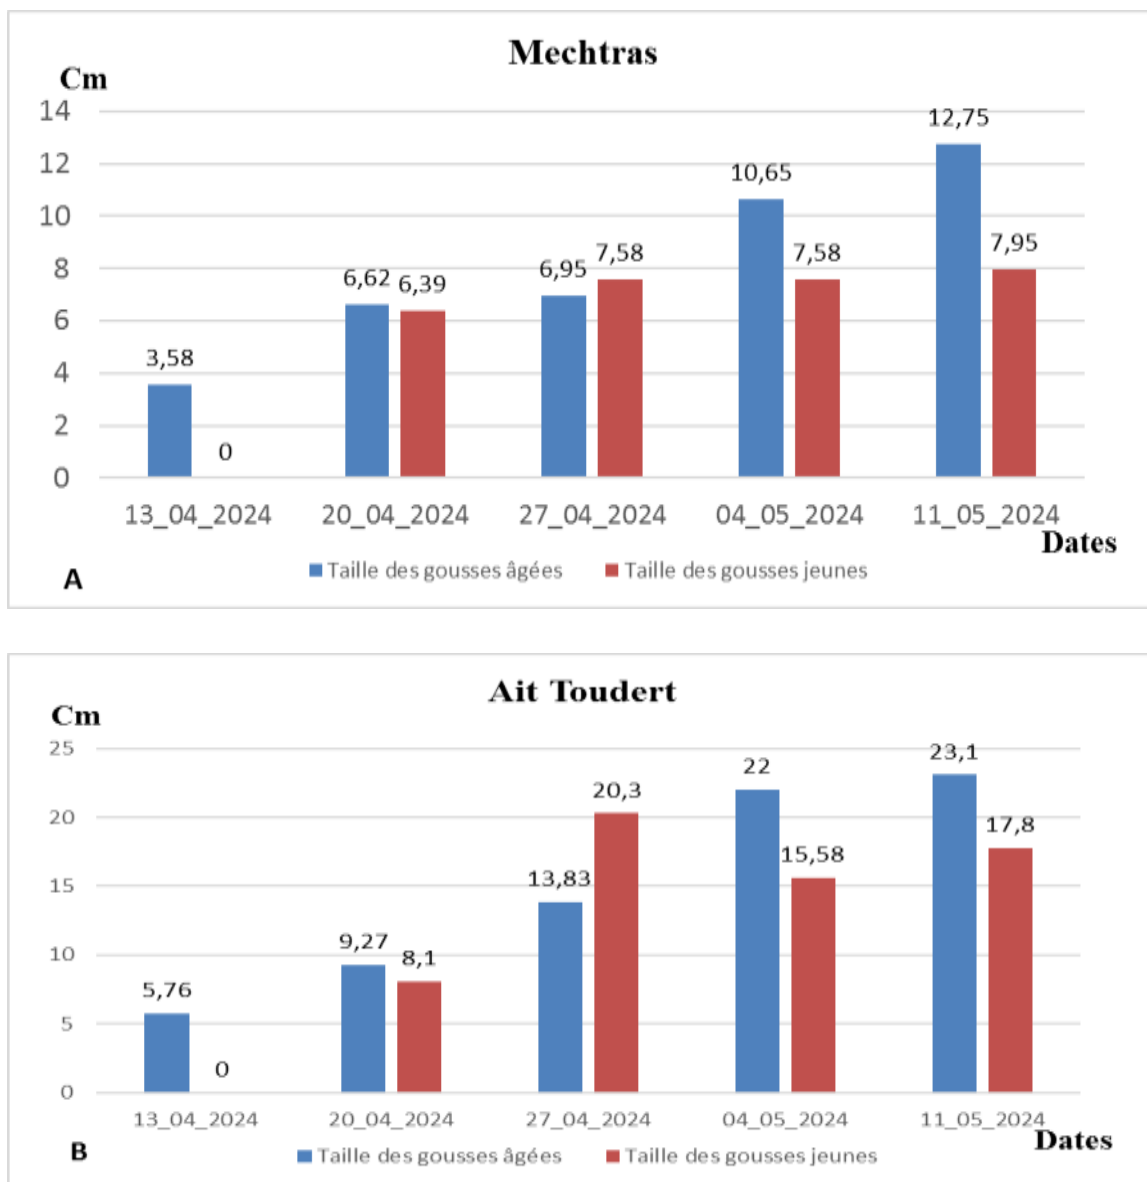 Mechtras
Cm
14
12
10
8
6
4
2
0
3,58
0
6,62
6,39
6,95
7,58
10,65
7,58
12,75
7,95
13_04_2024 20_04_2024 27_04_2024 04_05_2024 11_05_2024
Dates
Taille des gousses âgées Taille des gousses jeunes
A
Ait Toudert
Cm
25
20
15
10
5
0
5,76
0
9,27
8,1
13,83
20,3
22
15,58
23,1
17,8
13_04_2024 20_04_2024 27_04_2024 04_05_2024 11_05_2024
Dates
Taille des gousses âgées Taille des gousses jeunes
B